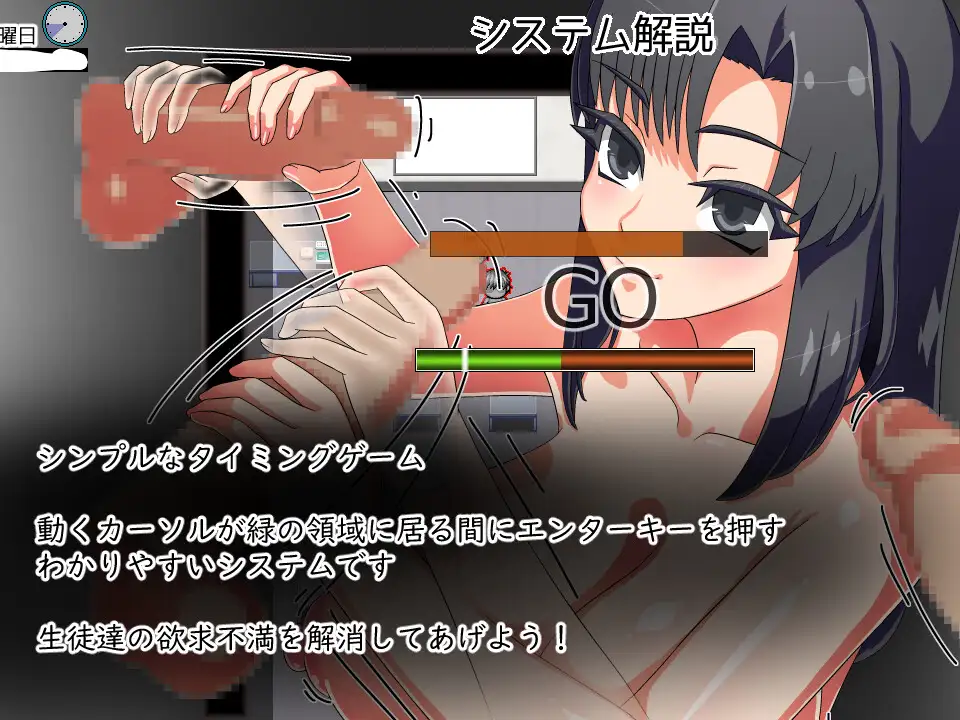 曜日
システム解説
GO
シンプルなタイミングゲーム
動くカーソルが緑の領域に居る間にエンターキーを押す
わかりやすいシステムです
生徒達の欲求不満を解消してあげよう！